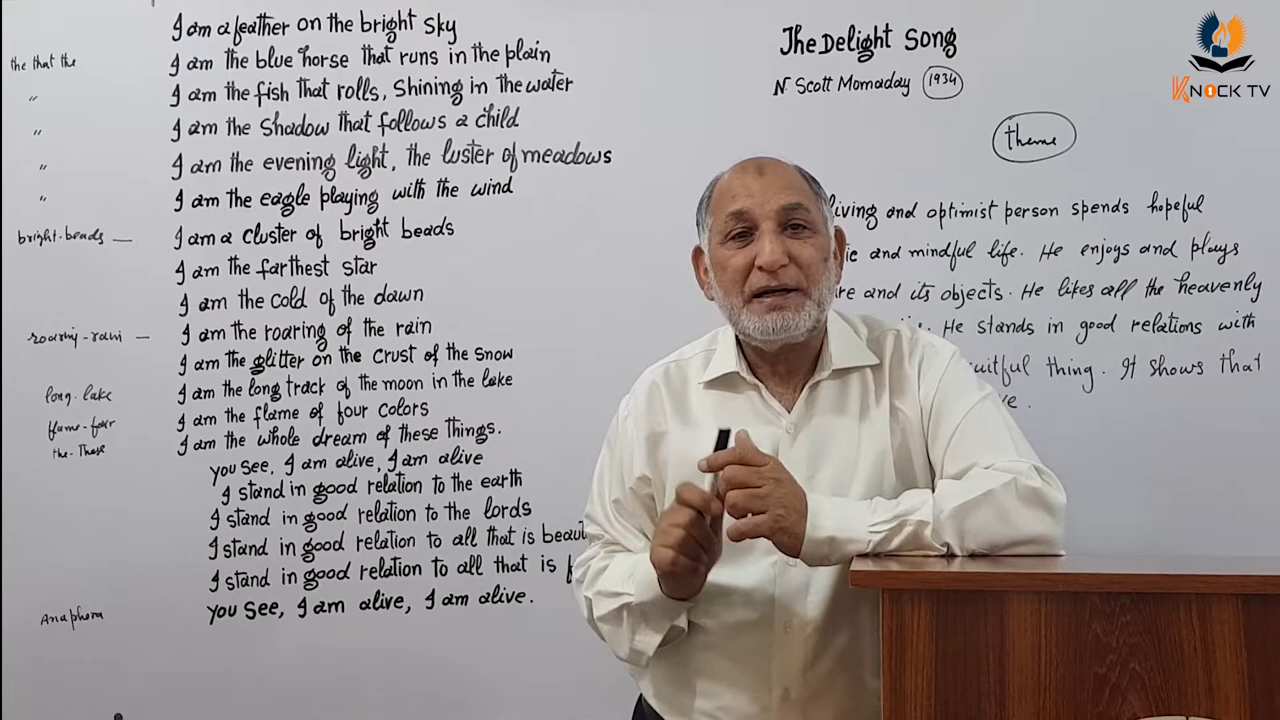 I am a feather on the bright sky
the that the
I am the blue horse that runs in the plain
"
I am the fish that rolls, shining in the water
"
I am the Shadow that follows a child
"
I am the evening light, the luster of meadows
"
I am the eagle playing with the wind
bright-beads —
I am a cluster of bright beads
I am the farthest star
I am the cold of the dawn
roaring-rain —
I am the roaring of the rain
I am the glitter on the crust of the snow
long-lake
I am the long track of the moon in the lake
flame-four
I am the flame of four colors
the-These
I am the whole dream of these things.
you see, I am alive, I am alive
I stand in good relation to the earth
I stand in good relation to the lords
I stand in good relation to all that is
I stand in good relation to all that is
Anaphora
you see, I am alive, I am alive.
The Delight Song
N. Scott Momaday 1934
theme
living and optimist person spends hopeful
and mindful life. He enjoys and plays
and its objects. He likes all the heavenly
He stands in good relations with
thing. It shows that
KNOCK TV